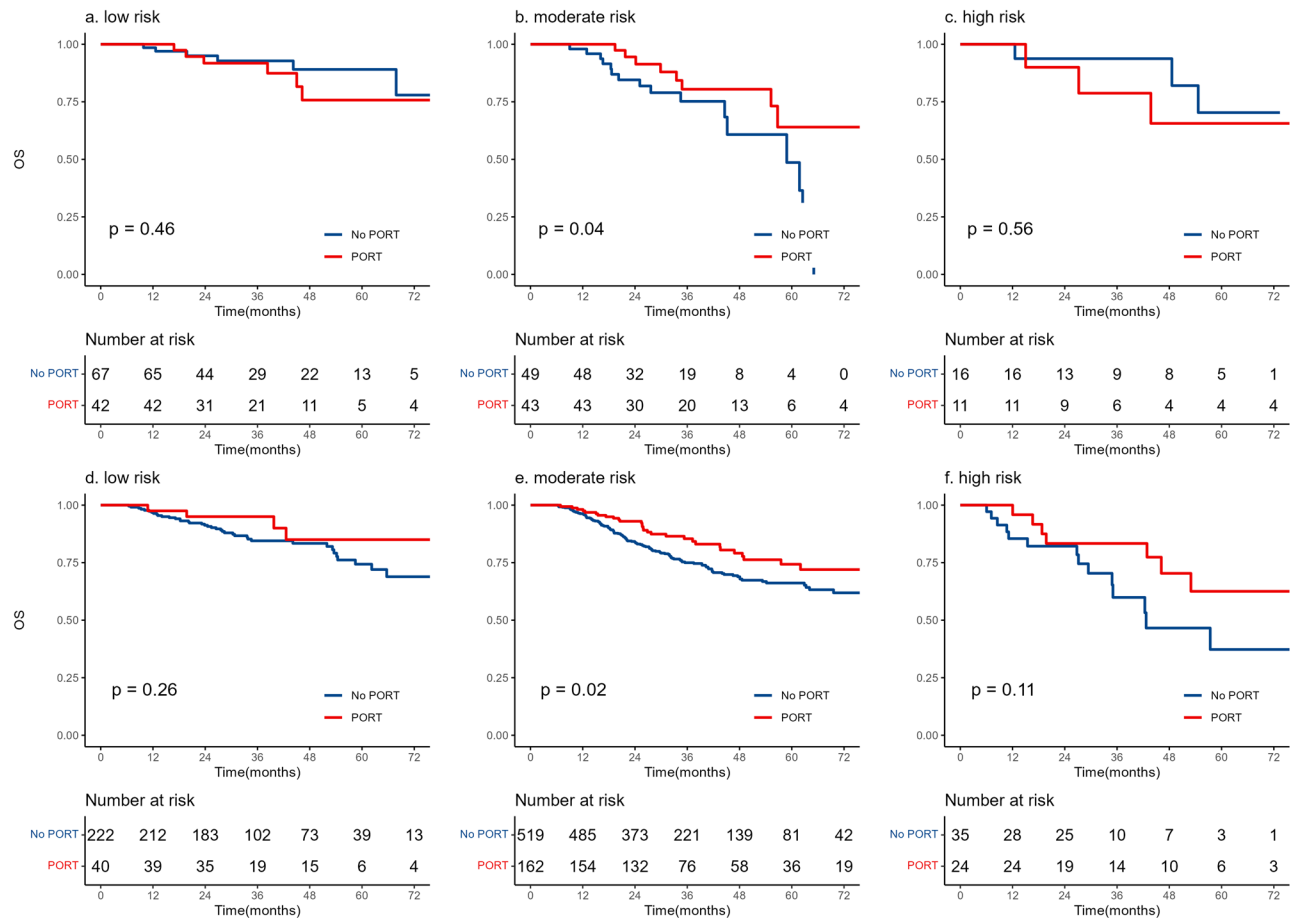 a. low risk
b. moderate risk
c. high risk
OS
1.00
0.75
0.50
0.25
0.00
p = 0.46
No PORT
PORT
0 12 24 36 48 60 72
Time(months)
1.00
0.75
0.50
0.25
0.00
p = 0.04
No PORT
PORT
0 12 24 36 48 60 72
Time(months)
1.00
0.75
0.50
0.25
0.00
p = 0.56
No PORT
PORT
0 12 24 36 48 60 72
Time(months)
Number at risk
No PORT 67 65 44 29 22 13 5
PORT 42 42 31 21 11 5 4
0 12 24 36 48 60 72
Time(months)
Number at risk
No PORT 49 48 32 19 8 4 0
PORT 43 43 30 20 13 6 4
0 12 24 36 48 60 72
Time(months)
Number at risk
No PORT 16 16 13 9 8 5 1
PORT 11 11 9 6 4 4 4
0 12 24 36 48 60 72
Time(months)
d. low risk
e. moderate risk
f. high risk
OS
1.00
0.75
0.50
0.25
0.00
p = 0.26
No PORT
PORT
0 12 24 36 48 60 72
Time(months)
1.00
0.75
0.50
0.25
0.00
p = 0.02
No PORT
PORT
0 12 24 36 48 60 72
Time(months)
1.00
0.75
0.50
0.25
0.00
p = 0.11
No PORT
PORT
0 12 24 36 48 60 72
Time(months)
Number at risk
No PORT 222 212 183 102 73 39 13
PORT 40 39 35 19 15 6 4
0 12 24 36 48 60 72
Time(months)
Number at risk
No PORT 519 485 373 221 139 81 42
PORT 162 154 132 76 58 36 19
0 12 24 36 48 60 72
Time(months)
Number at risk
No PORT 35 28 25 10 7 3 1
PORT 24 24 19 14 10 6 3
0 12 24 36 48 60 72
Time(months)